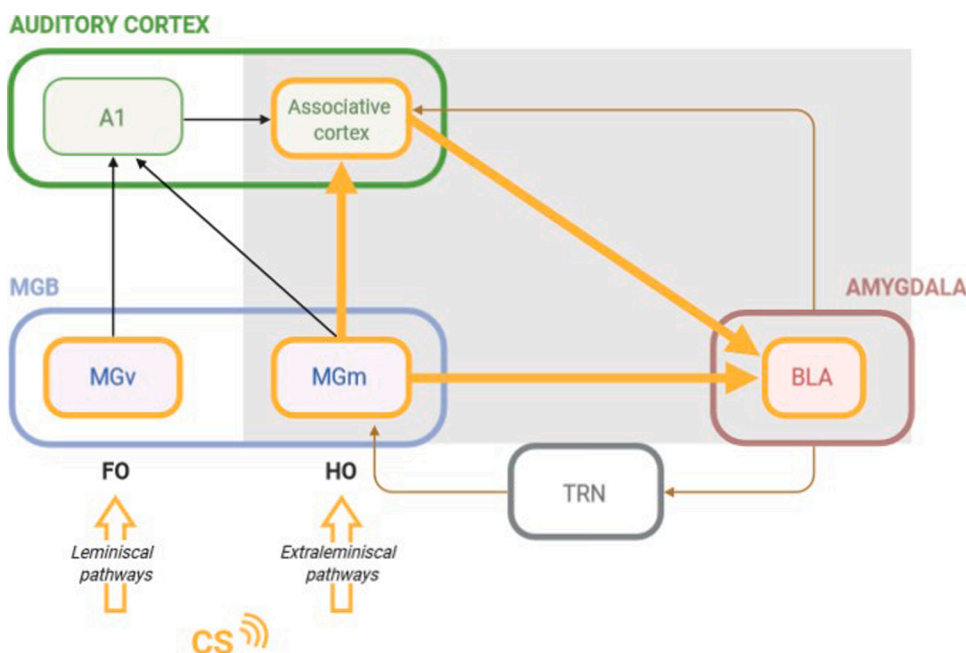 AUDITORY CORTEX
A1
Associative
cortex
MGB
AMYGDALA
MGv
MGm
BLA
FO
HO
TRN
Leminiscal
pathways
Extraleminiscal
pathways
CS